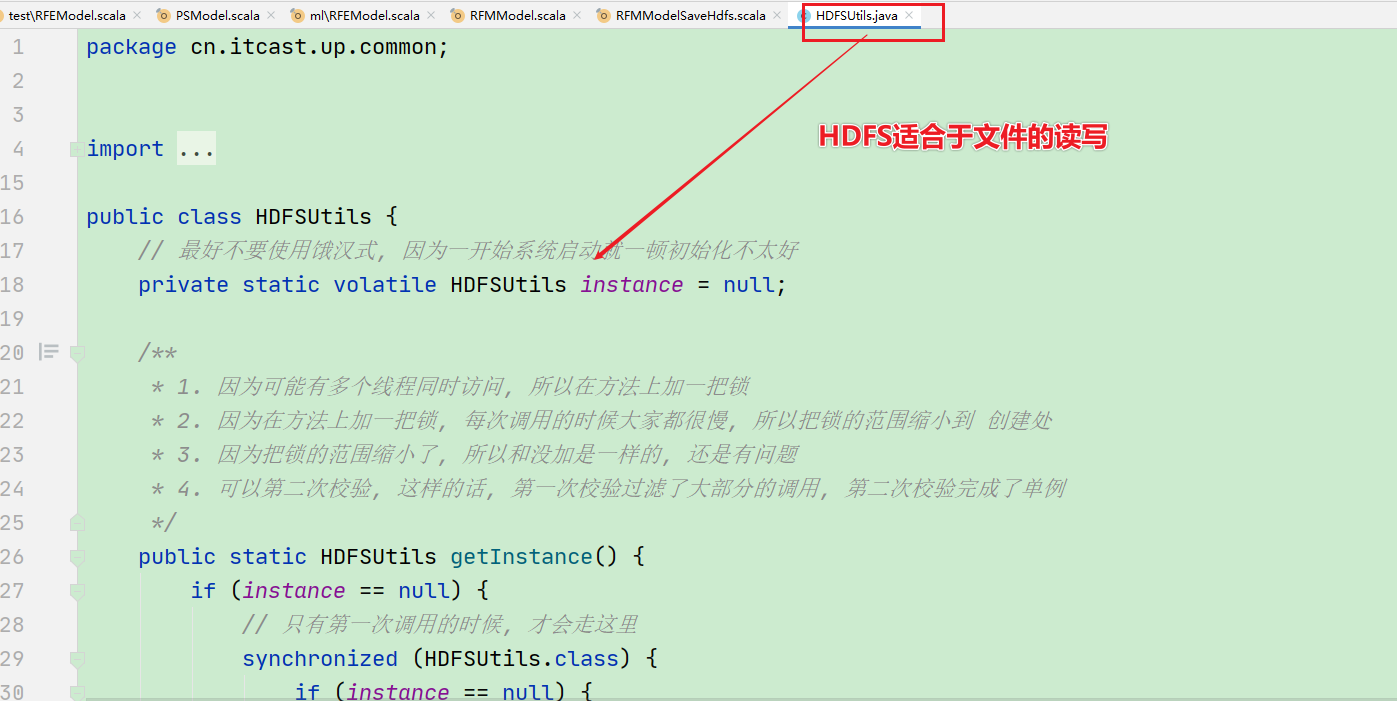 test\RFEModel.scala PSModel.scala ml\RFEModel.scala RFMModel.scala RFMModelSaveHdfs.scala HDFSUtils.java
1 package cn.itcast.up.common;
2
3
HDFS适合于文件的读写
4 import ...
15
16 public class HDFSUtils {
17 // 最好不要使用饿汉式, 因为一开始系统启动就一顿初始化不太好
18 private static volatile HDFSUtils instance = null;
19
20 /**
21 * 1. 因为可能有多个线程同时访问, 所以在方法上加一把锁
22 * 2. 因为在方法上加一把锁, 每次调用的时候大家都很慢, 所以把锁的范围缩小到 创建处
23 * 3. 因为把锁的范围缩小了, 所以和没加是一样的, 还是有问题
24 * 4. 可以第二次校验, 这样的话, 第一次校验过滤了大部分的调用, 第二次校验完成了单例
25 */
26 public static HDFSUtils getInstance() {
27 if (instance == null) {
28 // 只有第一次调用的时候, 才会走这里
29 synchronized (HDFSUtils.class) {
30 if (instance == null) {